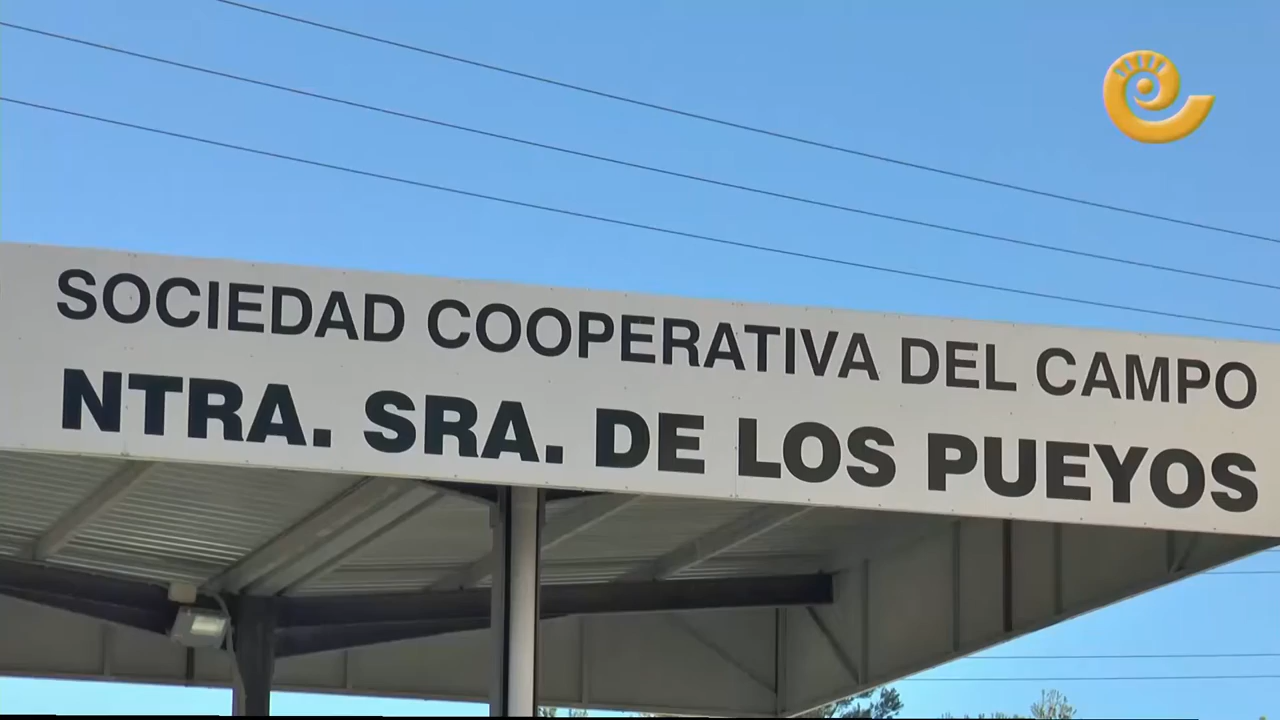 SOCIEDAD COOPERATIVA DEL CAMPO
NTRA. SRA. DE LOS PUEYOS